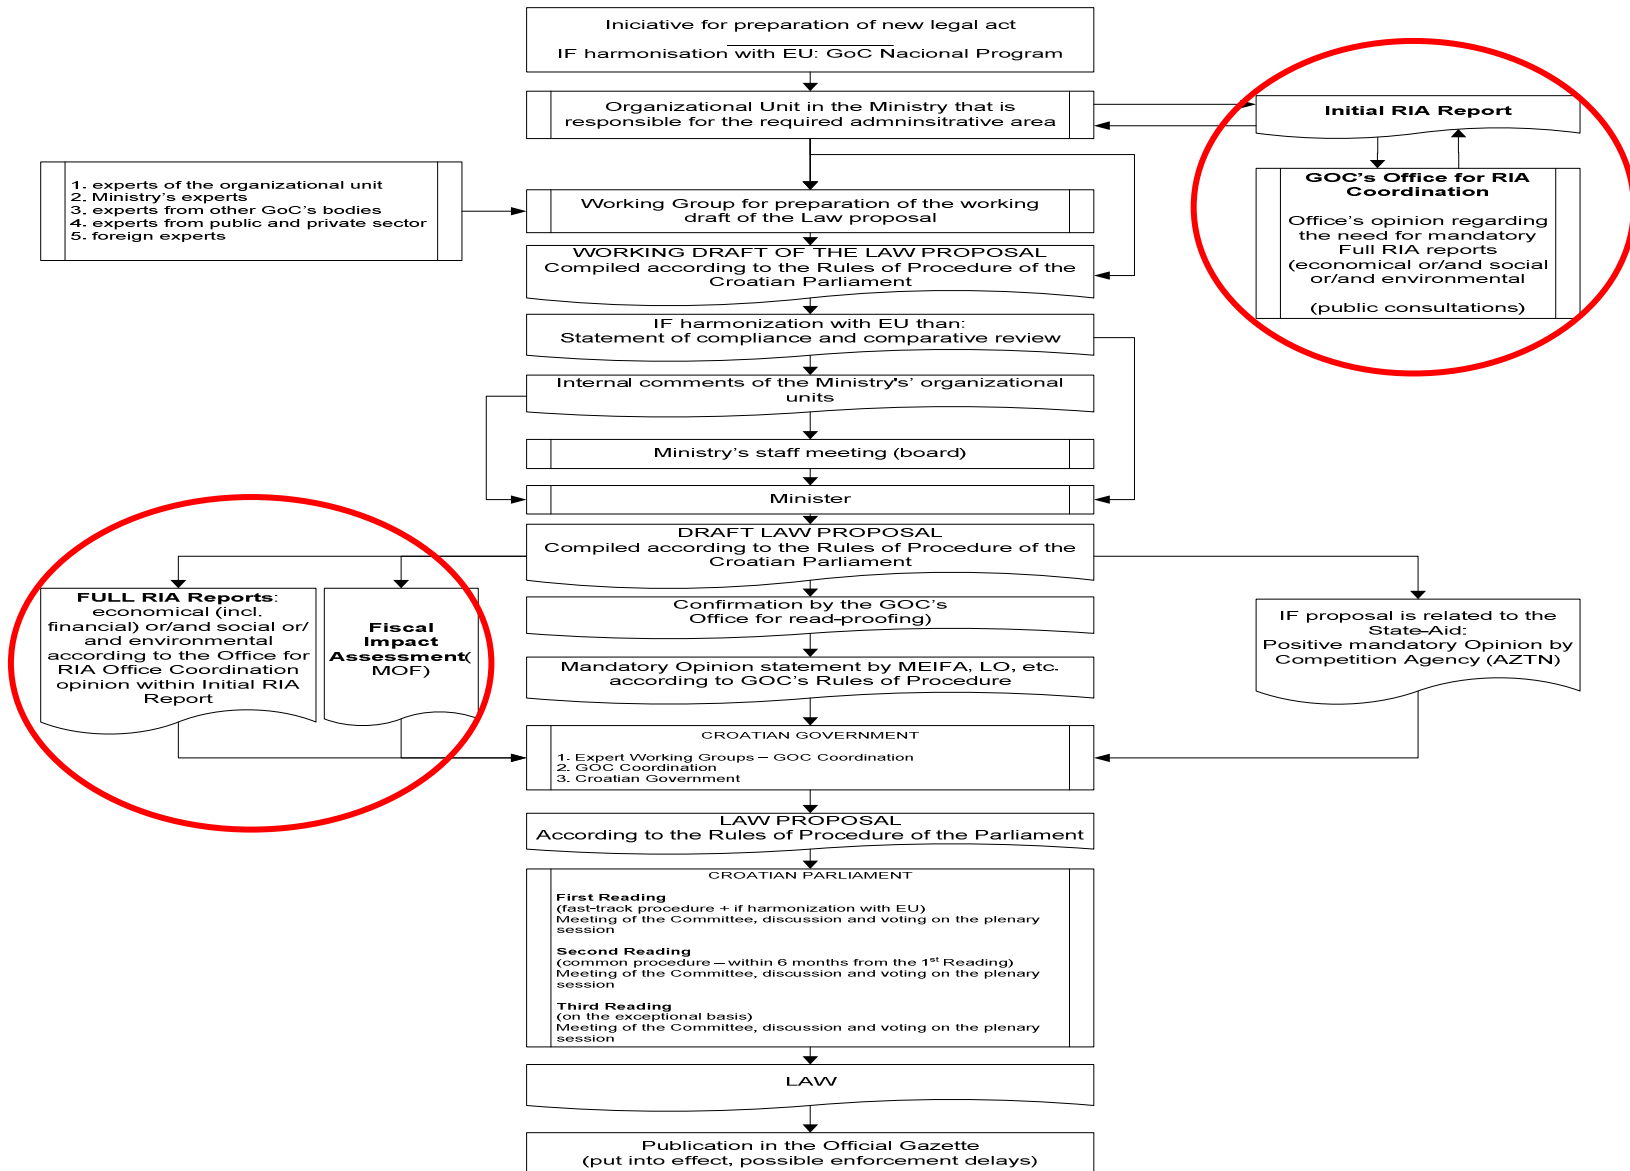 Iniciative for preparation of new legal act
IF harmonisation with EU: GoC Nacional Program
Organizational Unit in the Ministry that is
responsible for the required admninsitrative area
Initial RIA Report
GOC's Office for RIA
Coordination
Office's opinion regarding
the need for mandatory
Full RIA reports
(economical or/and social
or/and environmental
(public consultations)
1. experts of the organizational unit
2. Ministry's experts
3. experts from other GoC's bodies
4. experts from public and private sector
5. foreign experts
Working Group for preparation of the working
draft of the Law proposal
WORKING DRAFT OF THE LAW PROPOSAL
Compiled according to the Rules of Procedure of the
Croatian Parliament
IF harmonization with EU than:
Statement of compliance and comparative review
Internal comments of the Ministry's' organizational
units
Ministry's staff meeting (board)
Minister
DRAFT LAW PROPOSAL
Compiled according to the Rules of Procedure of the
Croatian Parliament
FULL RIA Reports:
economical (incl.
financial) or/and social or/
and environmental
according to the Office for
RIA Office Coordination
opinion within Initial RIA
Report
Fiscal
Impact
Assessment(
MOF)
Confirmation by the GOC's
Office for read-proofing)
Mandatory Opinion statement by MEIFA, LO, etc.
according to GOC's Rules of Procedure
IF proposal is related to the
State-Aid:
Positive mandatory Opinion by
Competition Agency (AZTN)
CROATIAN GOVERNMENT
1. Expert Working Groups – GOC Coordination
2. GOC Coordination
3. Croatian Government
LAW PROPOSAL
According to the Rules of Procedure of the Parliament
CROATIAN PARLIAMENT
First Reading
(fast-track procedure + if harmonization with EU)
Meeting of the Committee, discussion and voting on the plenary
session
Second Reading
(common procedure – within 6 months from the 1st Reading)
Meeting of the Committee, discussion and voting on the plenary
session
Third Reading
(on the exceptional basis)
Meeting of the Committee, discussion and voting on the plenary
session
LAW
Publication in the Official Gazette
(put into effect, possible enforcement delays)